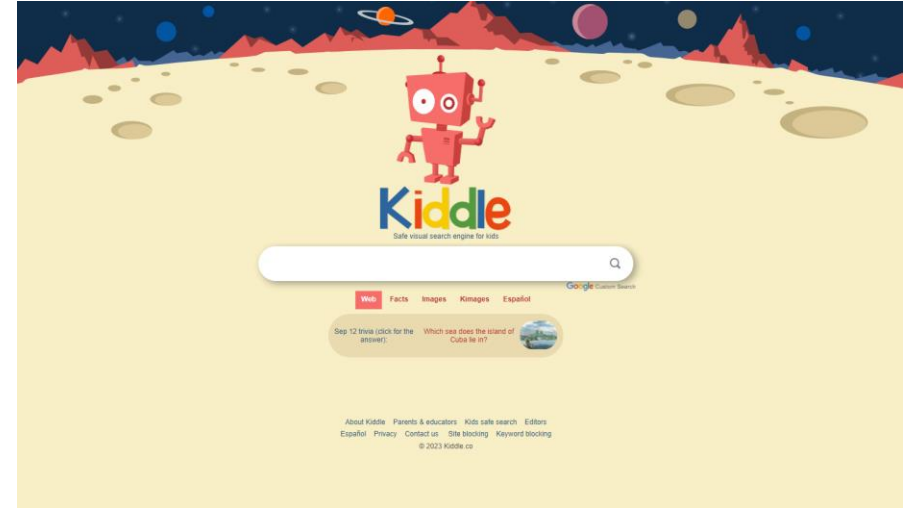 Kiddle
Safe visual search engine for kids
Google Custom Search
Web Facts Images Kimages Español
Sep 12 trivia (click for the
answer):
Which sea does the island of
Cuba lie in?
About Kiddle Parents & educators Kids safe search Editors
Español Privacy Contact us Site blocking Keyword blocking
© 2023 Kiddle.co